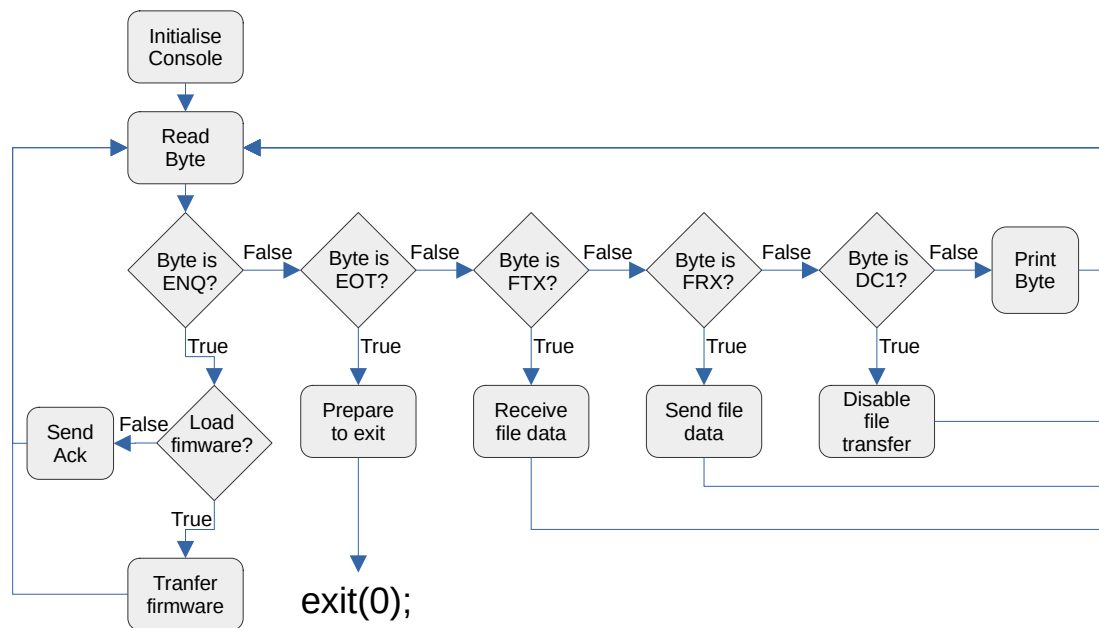 Initialise
Console
Read
Byte
Byte is
ENQ?
False
Byte is
EOT?
False
Byte is
FTX?
False
Byte is
FRX?
False
Byte is
DC1?
False
Print
Byte
True
True
True
True
True
Send
Ack
False
Load
fimware?
Prepare
to exit
Receive
file data
Send file
data
Disable
file
transfer
True
Tranfer
firmware
exit(0);